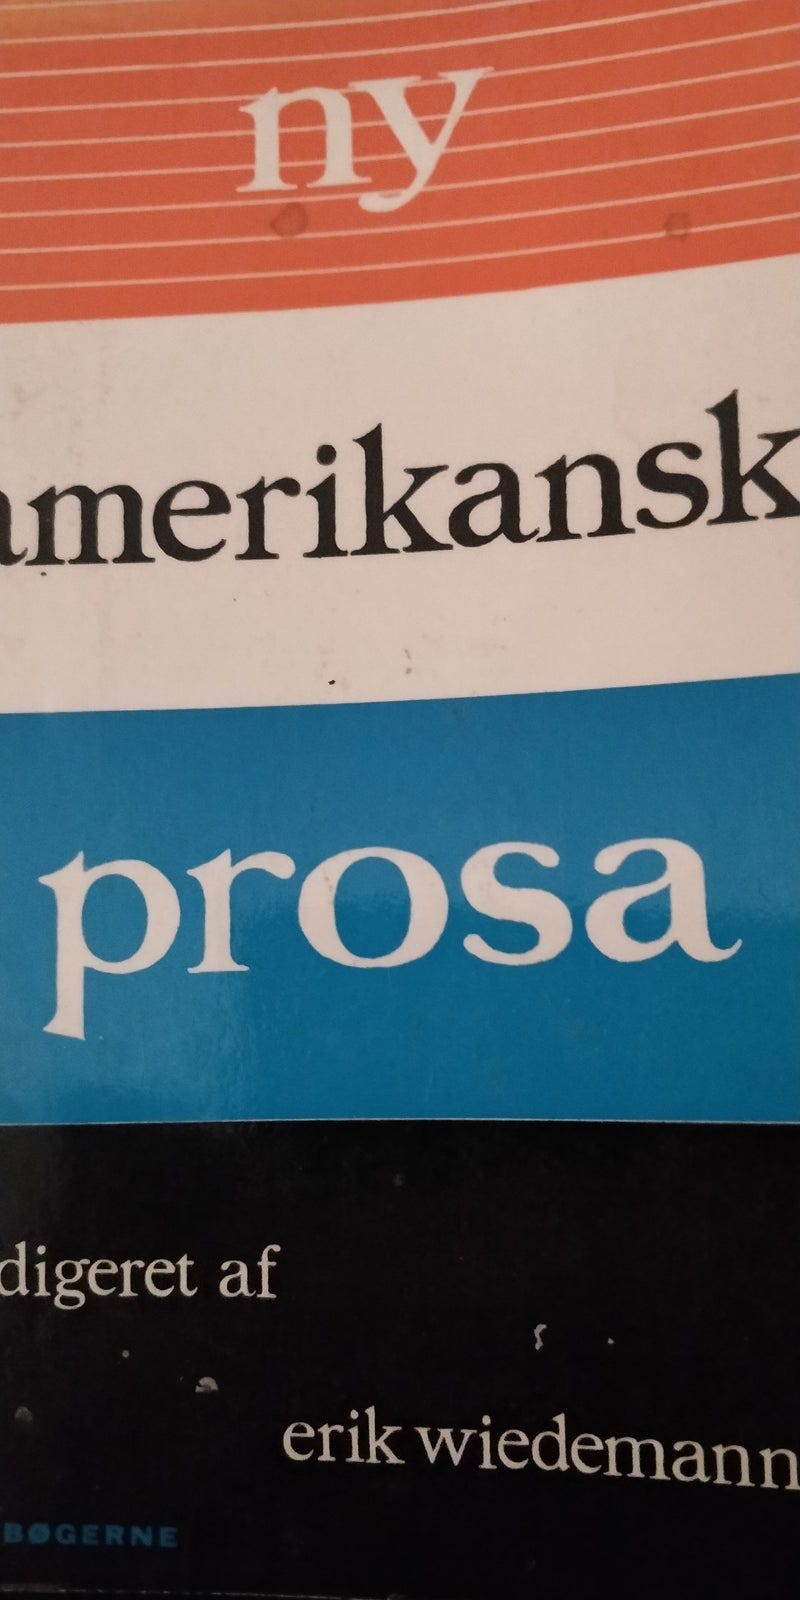 ny
amerikansk
prosa
digeret af
erik wiedemann
BØGERNE